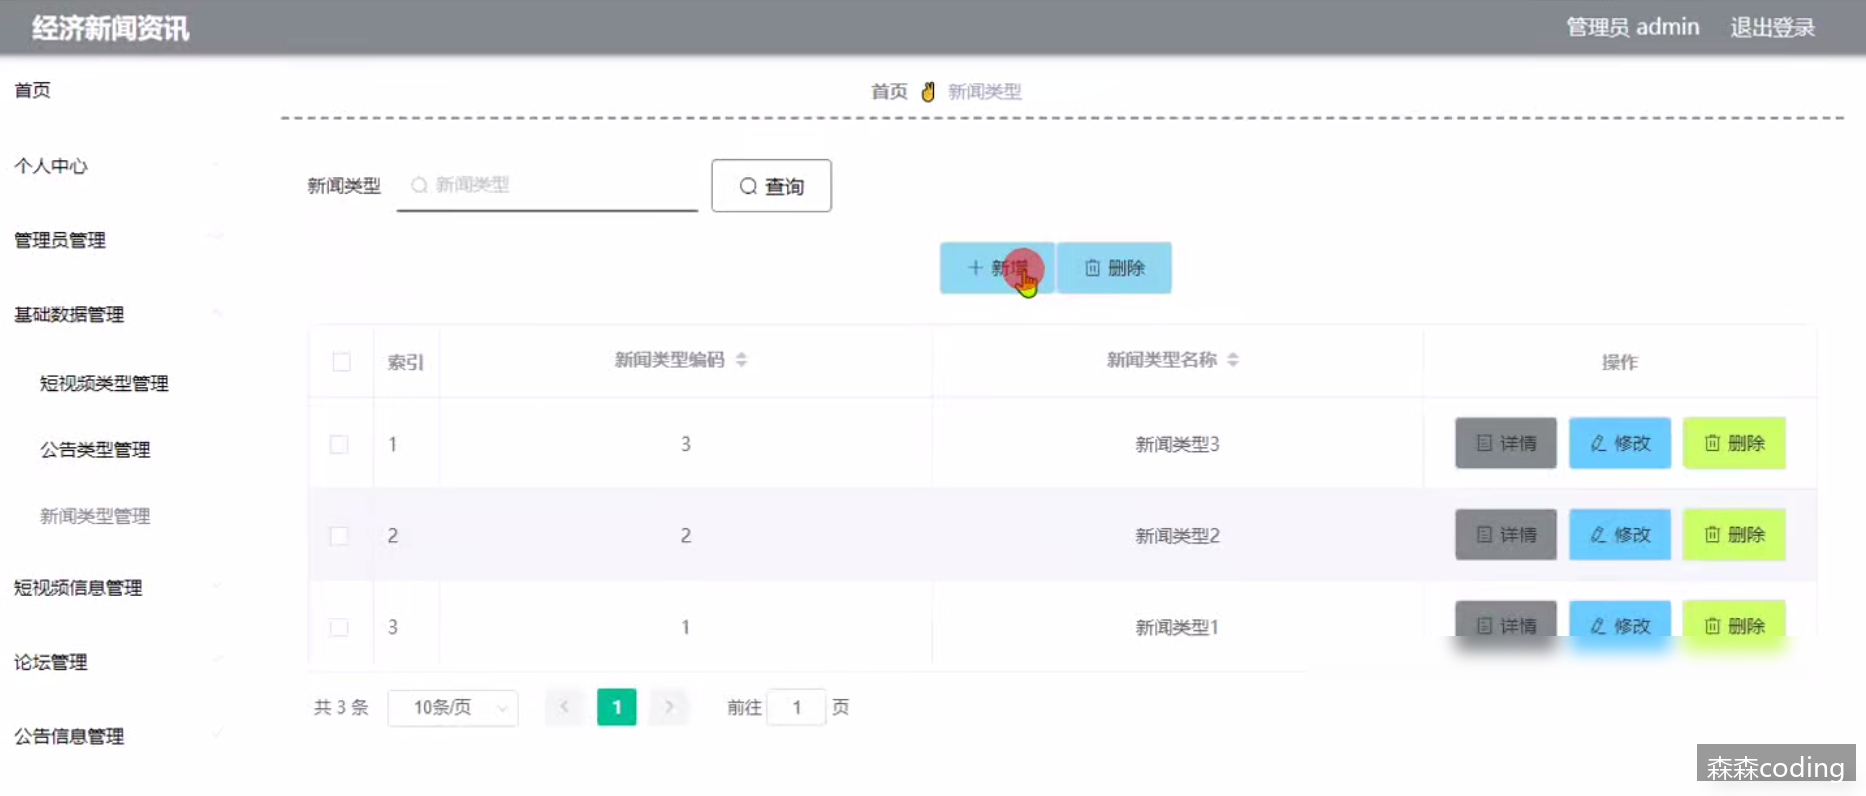 经济新闻资讯
管理员 admin 退出登录
首页
个人中心
管理员管理
基础数据管理
短视频类型管理
公告类型管理
新闻类型管理
短视频信息管理
论坛管理
公告信息管理
首页 新闻类型
新闻类型 新闻类型 查询
新增 删除
索引 新闻类型编码 新闻类型名称 操作
1 3 新闻类型3 详情 修改 删除
2 2 新闻类型2 详情 修改 删除
3 1 新闻类型1 详情 修改 删除
共 3 条 10条/页 1 前往 1 页
森森coding